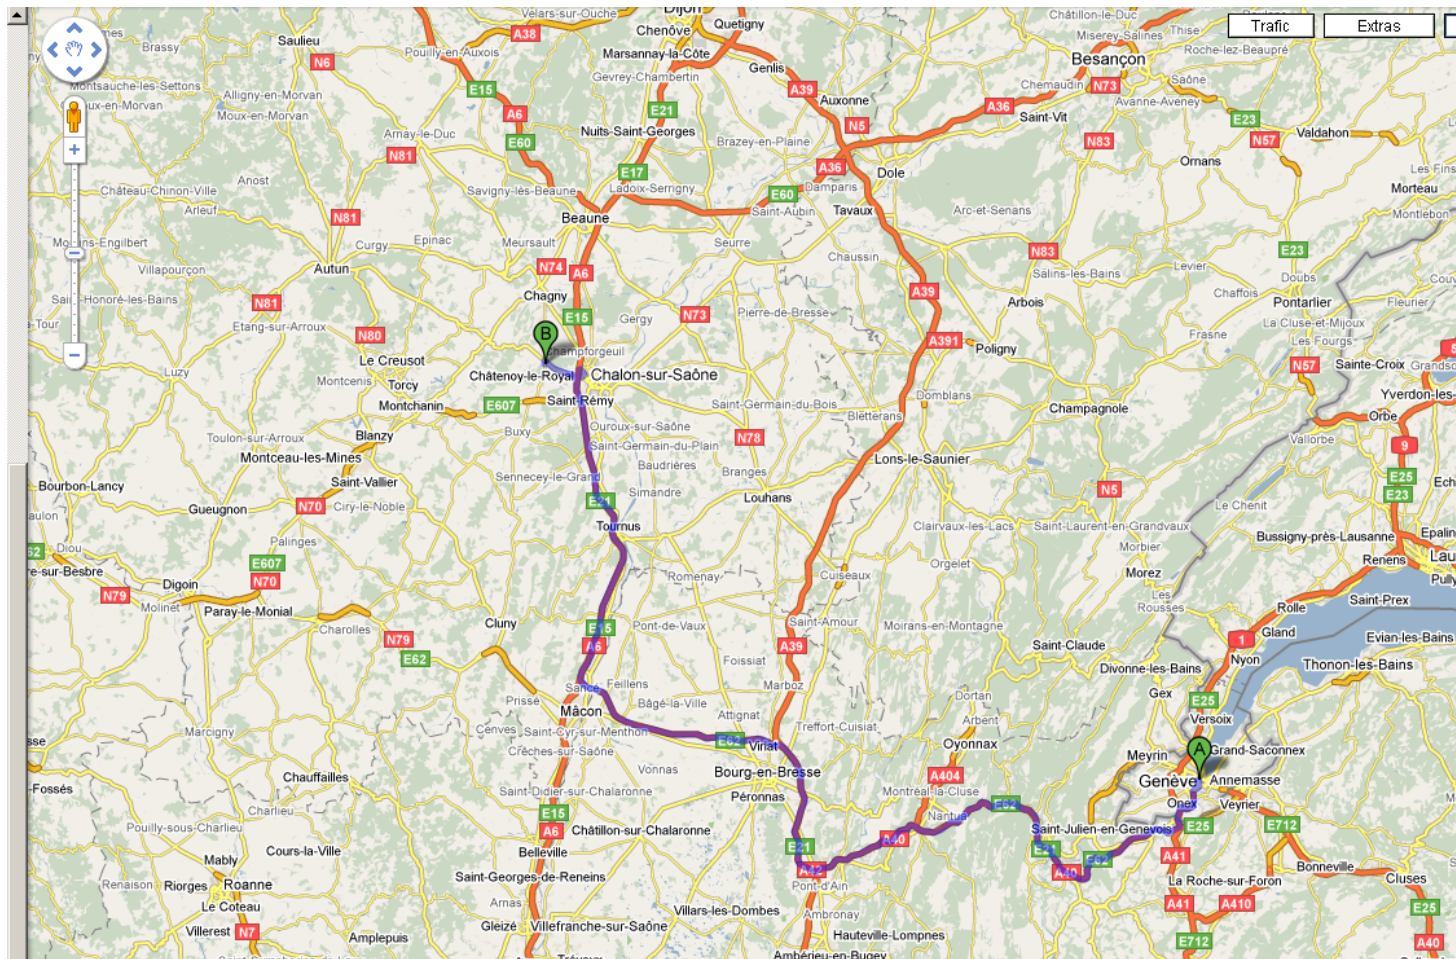 Dijon
Velars-sur-Ouche
Quetigny
Châtillon-le-Duc
Trafic
Extras
Brassy
Saulieu
A38
Chenôve
Miserey-Salines
Thise
Pouilly-en-Auxois
Marsannay-la-Côte
Roche-lez-Beaupré
N6
Genlis
Besançon
Montsauche-les-Settons
Gevrey-Chambertin
Saône
E15
A39
Chemaudin
N73
Alligny-en-Morvan
Auxonne
Avanne-Aveney
Moux-en-Morvan
A6
E21
A36
Saint-Vit
E23
Arnay-le-Duc
Nuits-Saint-Georges
N5
Valdahon
E60
Brazey-en-Plaine
N83
N57
N81
A36
Ornans
E17
Dole
Anost
Château-Chinon-Ville
Savigny-lès-Beaune
Ladoix-Serrigny
E60
Damparis
Morteau
Arleuf
N81
Beaune
Saint-Aubin
Tavaux
Arc-et-Senans
Montlebon
Epinac
Meursault
Seurre
Curgy
N83
E23
Villapourçon
Autun
N74
A6
Chaussin
Salins-les-Bains
Levier
Doubs
Chagny
A39
Chaffois
Pontarlier
Fleurier
N81
Arbois
Etang-sur-Arroux
E15
Gergy
N73
Pierre-de-Bresse
La Cluse-et-Mijoux
N80
B
Frasne
Les Fourgs
Le Creusot
Champforgeuil
A391
Poligny
N57
Sainte-Croix
Luzy
Montcenis
Torcy
Châtenoy-le-Royal
Chalon-sur-Saône
Domblans
Yverdon-les-
Montchanin
E607
Saint-Rémy
Saint-Germain du Bois
Bletterans
Champagnole
Orbe
Toulon-sur-Arroux
Blanzy
Buxy
Ouroux-sur-Saône
N78
Vallorbe
9
Saint-Germain-du-Plain
Montceau-les-Mines
Baudrières
Lons-le-Saunier
E25
Bourbon-Lancy
Saint-Vallier
Sennecey-le-Grand
Branges
N5
E23
Simandre
Louhans
Le Chenit
Gueugnon
N70
Ciry-le-Noble
E21
Tournus
Clairvaux-les-Lacs
Saint-Laurent-en-Grandvaux
Palinges
Bussigny-près-Lausanne
Diou
Morbier
E607
Orgelet
Renens
Digoin
N70
Romenay
Cuiseaux
Morez
N79
Molinet
Les
Rousses
Saint-Prex
Paray-le-Monial
Rolle
Cluny
E15
Pont-de-Vaux
Saint-Amour
Moirans-en-Montagne
Charolles
N79
A6
A39
Saint-Claude
1
Gland
Evian-les-Bains
E62
Foissiat
Divonne-les-Bains
Nyon
Thonon-les-Bains
Sancé
Feillens
Marboz
Dortan
Gex
Prissé
Bâgé-la-Ville
E25
Mâcon
Attignat
Arbent
Versoix
Marcigny
Cenves
Saint-Cyr-sur-Menthon
Treffort-Cuisiat
Crêches-sur-Saône
E62
Viriat
Oyonnax
Meyrin
A
Grand-Saconnex
Vonnas
Bourg-en-Bresse
A404
Chauffailles
Genève
Annemasse
Saint-Didier-sur-Chalaronne
Péronnas
Montréal-la-Cluse
Onex
Veyrier
Charlieu
E15
Nantua
E62
Pouilly-sous-Charlieu
A6
Châtillon-sur-Chalaronne
A40
Saint-Julien-en-Genevois
E25
E712
Cours-la-Ville
Belleville
E21
E21
E62
A41
Mably
A42
A40
Bonneville
Renaison
Riorges
Roanne
Saint-Georges-de-Reneins
Pont-d'Ain
La Roche-sur-Foron
Cluses
Le Coteau
Arnas
Villars-les-Dombes
Ambronay
A41
A410
E25
Villerest
N7
Amplepuis
Gleizé
Villefranche-sur-Saône
Hauteville-Lompnes
E712
A40
Ambérieu-en-Bugey